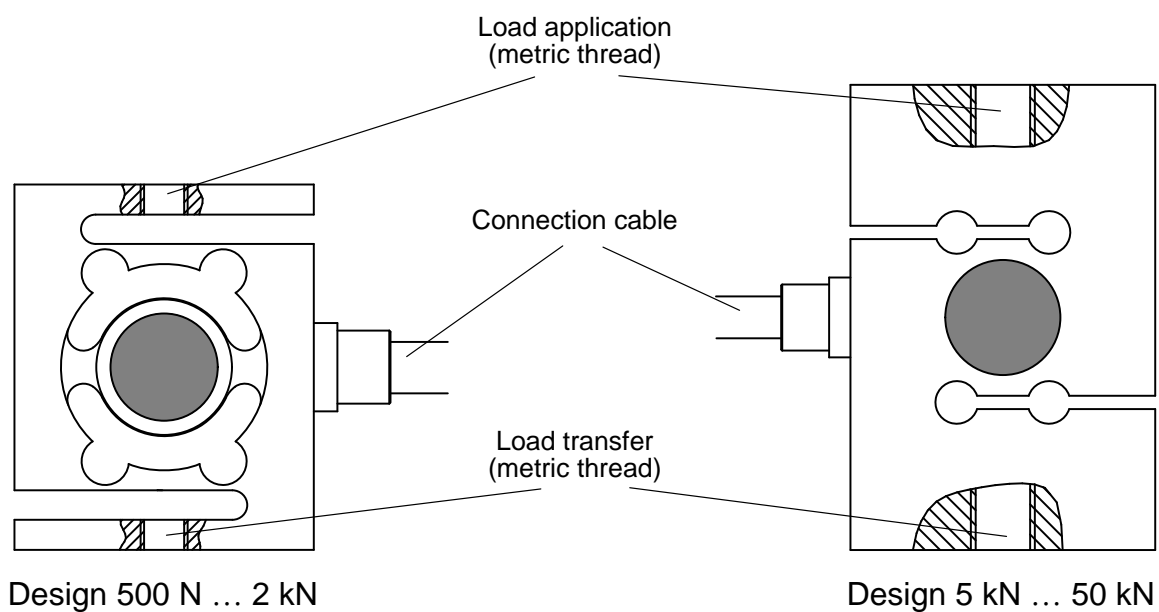 Load application
(metric thread)
Connection cable
Load transfer
(metric thread)
Design 500 N … 2 kN
Design 5 kN … 50 kN